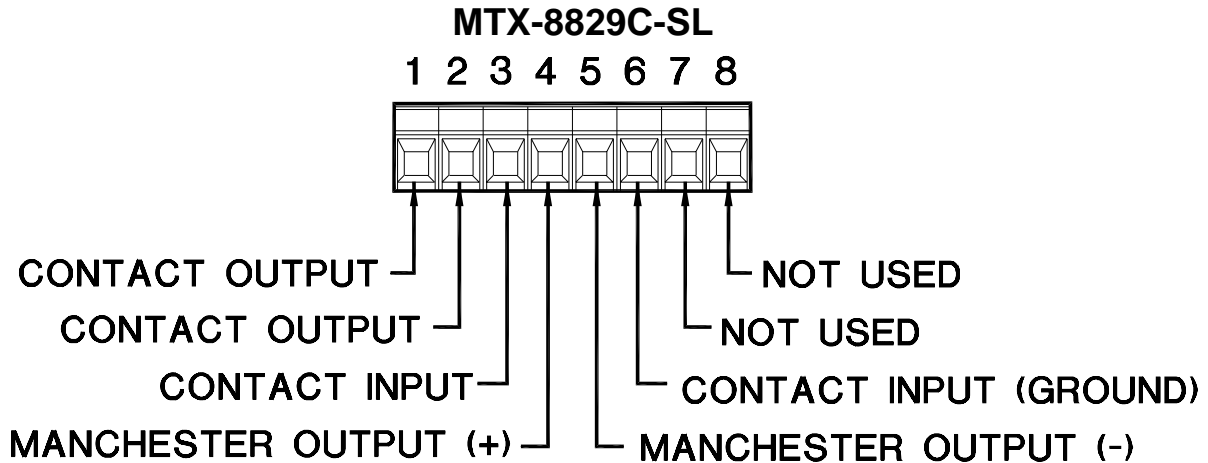 MTX-8829C-SL
1 2 3 4 5 6 7 8
CONTACT OUTPUT
NOT USED
CONTACT OUTPUT
NOT USED
CONTACT INPUT
CONTACT INPUT (GROUND)
MANCHESTER OUTPUT (+)
MANCHESTER OUTPUT (-)